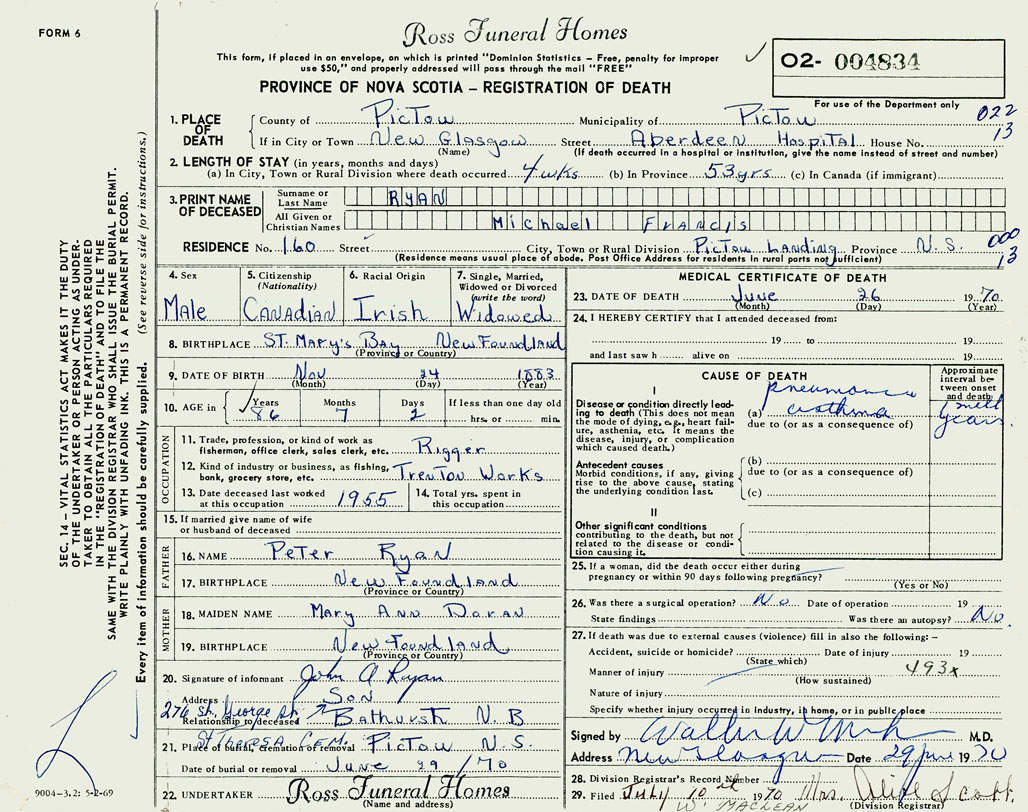 FORM 6
Ross Funeral Homes
This form, if placed in an envelope, on which is printed "Dominion Statistics – Free, penalty for improper
use $50," and properly addressed will pass through the mail "FREE"
PROVINCE OF NOVA SCOTIA – REGISTRATION OF DEATH
O2- 004834
For use of the Department only
022
13
1. PLACE OF DEATH County of Pictou Municipality of Pictou
If in City or Town New Glasgow Street Aberdeen Hospital House No.
(Name) (If death occurred in a hospital or institution, give the name instead of street and number)
2. LENGTH OF STAY (in years, months and days)
(a) In City, Town or Rural Division where death occurred 4 wks (b) In Province 53 yrs (c) In Canada (if immigrant)
3. PRINT NAME OF DECEASED Surname or Last Name RYAN
All Given or Christian Names Michael Francis
RESIDENCE No. 160 Street City, Town or Rural Division Pictou Landing Province N.S.
(Residence means usual place of abode. Post Office Address for residents in rural parts not sufficient)
000
13
SEC. 14 – VITAL STATISTICS ACT MAKES IT THE DUTY
OF THE UNDERTAKER OR PERSON ACTING AS UNDER-
TAKER TO OBTAIN ALL THE PARTICULARS REQUIRED
IN THE "REGISTRATION OF DEATH" AND TO FILE THE
SAME WITH THE DIVISION REGISTRAR WHO SHALL ISSUE THE BURIAL PERMIT.
WRITE PLAINLY WITH UNFADING INK. THIS IS A PERMANENT RECORD.
Every item of information should be carefully supplied. (See reverse side for instructions.)
4. Sex
Male
5. Citizenship
(Nationality)
CANADIAN
6. Racial Origin
Irish
7. Single, Married,
Widowed or Divorced
(write the word)
Widowed
8. BIRTHPLACE ST. Mary's Bay NewFoundland
(Province or Country)
9. DATE OF BIRTH Nov 24 1883
(Month) (Day) (Year)
10. AGE in Years Months Days If less than one day old
86 7 2 hrs. or min.
OCCUPATION
11. Trade, profession, or kind of work as
fisherman, office clerk, sales clerk, etc. Rigger
12. Kind of industry or business, as fishing,
bank, grocery store, etc. Trenton Works
13. Date deceased last worked
at this occupation 1955
14. Total yrs. spent in
this occupation
15. If married give name of wife
or husband of deceased
FATHER
16. NAME Peter Ryan
17. BIRTHPLACE New Foundland
(Province or Country)
MOTHER
18. MAIDEN NAME Mary Ann Doran
19. BIRTHPLACE New Foundland
(Province or Country)
20. Signature of informant John A Ryan
Address Son
276 St. George St.
Relationship to deceased Bathurst N.B
21. Place of burial, cremation or removal St Theresa Cem. Pictou N.S.
Date of burial or removal June 29/70
22. UNDERTAKER Ross Funeral Homes
(Name and address)
9004-3.2: 5-2-69
MEDICAL CERTIFICATE OF DEATH
23. DATE OF DEATH June 26 1970
(Month) (Day) (Year)
24. I HEREBY CERTIFY that I attended deceased from:
19 to 19
and last saw h alive on 19
CAUSE OF DEATH
Approximate
interval be-
tween onset
and death
I
Disease or condition directly lead-
ing to death (This does not mean
the mode of dying, e.g., heart fail-
ure, asthenia, etc. It means the
disease, injury, or complication
which caused death.)
pneumonia
(a) asthma
years
due to (or as a consequence of)
Antecedent causes
Morbid conditions, if any, giving
rise to the above cause, stating
the underlying condition last.
(b)
due to (or as a consequence of)
(c)
II
Other significant conditions
contributing to the death, but not
related to the disease or condi-
tion causing it.
25. If a woman, did the death occur either during
pregnancy or within 90 days following pregnancy?
(Yes or No)
26. Was there a surgical operation? No Date of operation 19
State findings Was there an autopsy? No.
27. If death was due to external causes (violence) fill in also the following: –
Accident, suicide or homicide? Date of injury 19
(State which)
Manner of injury 493x
(How sustained)
Nature of injury
Specify whether injury occurred in industry, in home, or in public place
Signed by M.D.
Address New Glasgow Date 29 June 1970
28. Division Registrar's Record Number
29. Filed July 10th 1970 Mrs. Olive Scott
W. MACLEAN (Division Registrar)